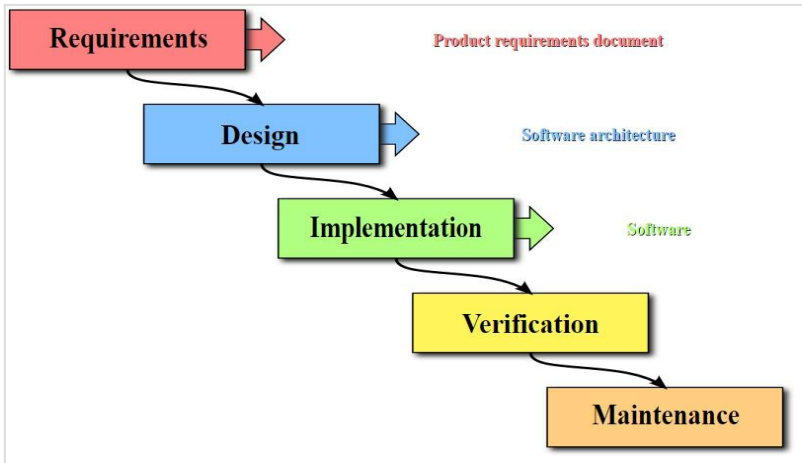 Requirements
Product requirements document
Design
Software architecture
Implementation
Software
Verification
Maintenance